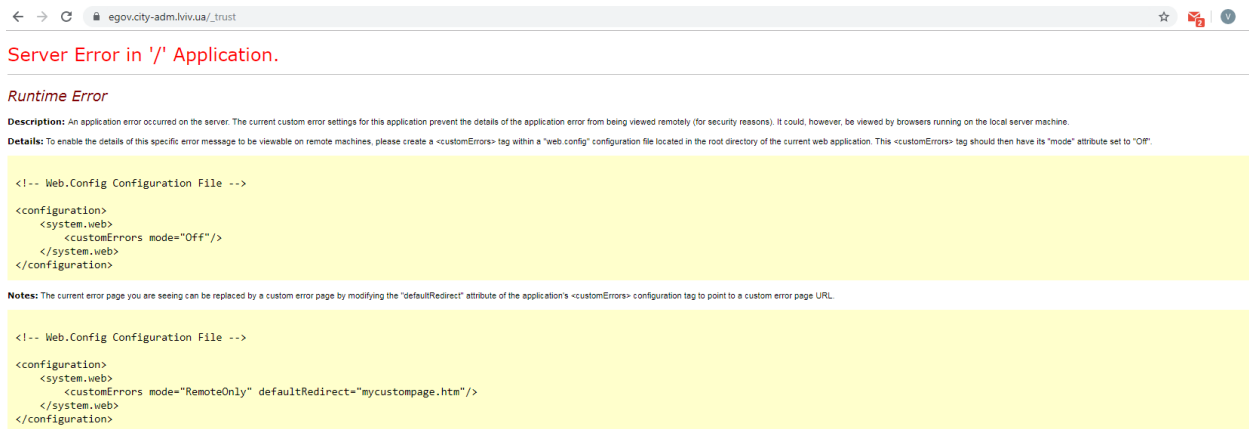 egov.city-adm.lviv.ua/_trust
2
V
Server Error in '/' Application.
Runtime Error
Description: An application error occurred on the server. The current custom error settings for this application prevent the details of the application error from being viewed remotely (for security reasons). It could, however, be viewed by browsers running on the local server machine.
Details: To enable the details of this specific error message to be viewable on remote machines, please create a <customErrors> tag within a "web.config" configuration file located in the root directory of the current web application. This <customErrors> tag should then have its "mode" attribute set to "Off".
<!-- Web.Config Configuration File -->
<configuration>
    <system.web>
        <customErrors mode="Off"/>
    </system.web>
</configuration>
Notes: The current error page you are seeing can be replaced by a custom error page by modifying the "defaultRedirect" attribute of the application's <customErrors> configuration tag to point to a custom error page URL.
<!-- Web.Config Configuration File -->
<configuration>
    <system.web>
        <customErrors mode="RemoteOnly" defaultRedirect="mycustompage.htm"/>
    </system.web>
</configuration>